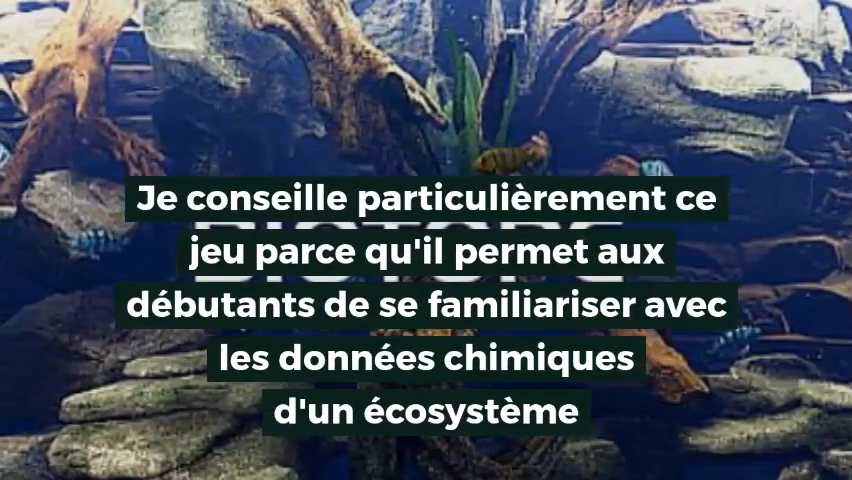 Je conseille particulièrement ce
jeu parce qu'il permet aux
débutants de se familiariser avec
les données chimiques
d'un écosystème